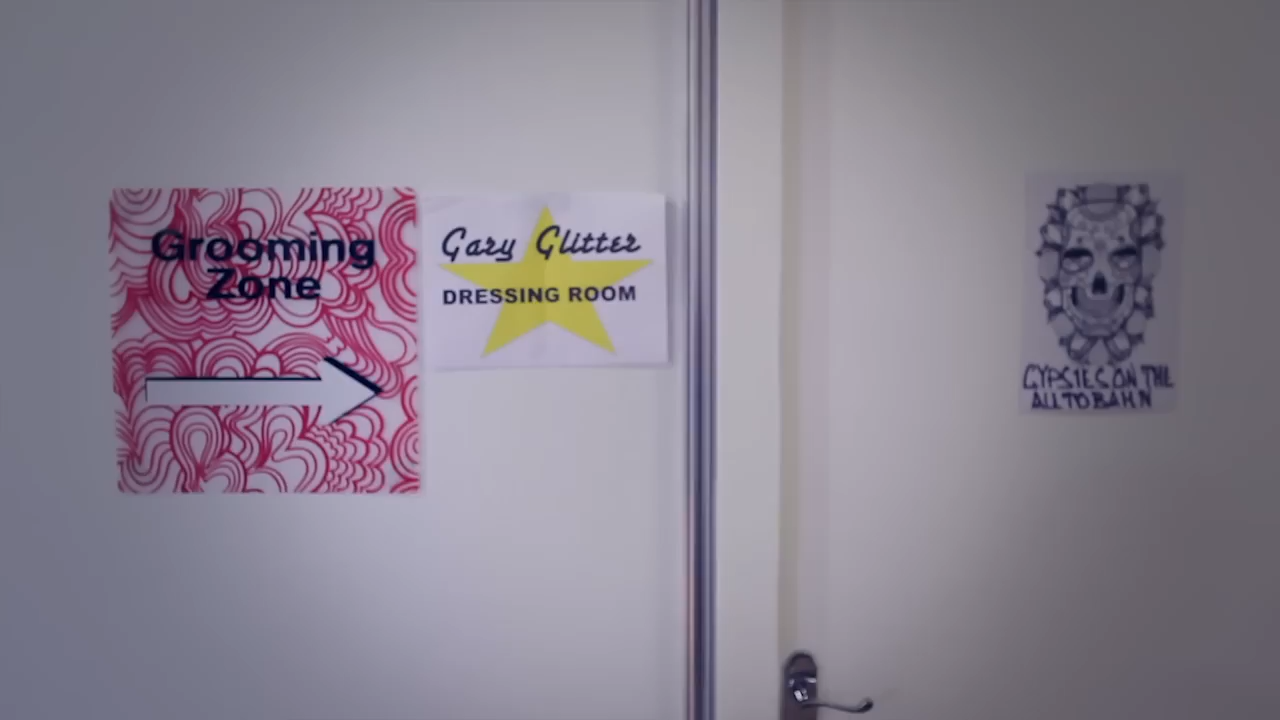 Grooming
Zone
Gary Glitter
DRESSING ROOM
GYPSIES ON THE
AUTOBAHN